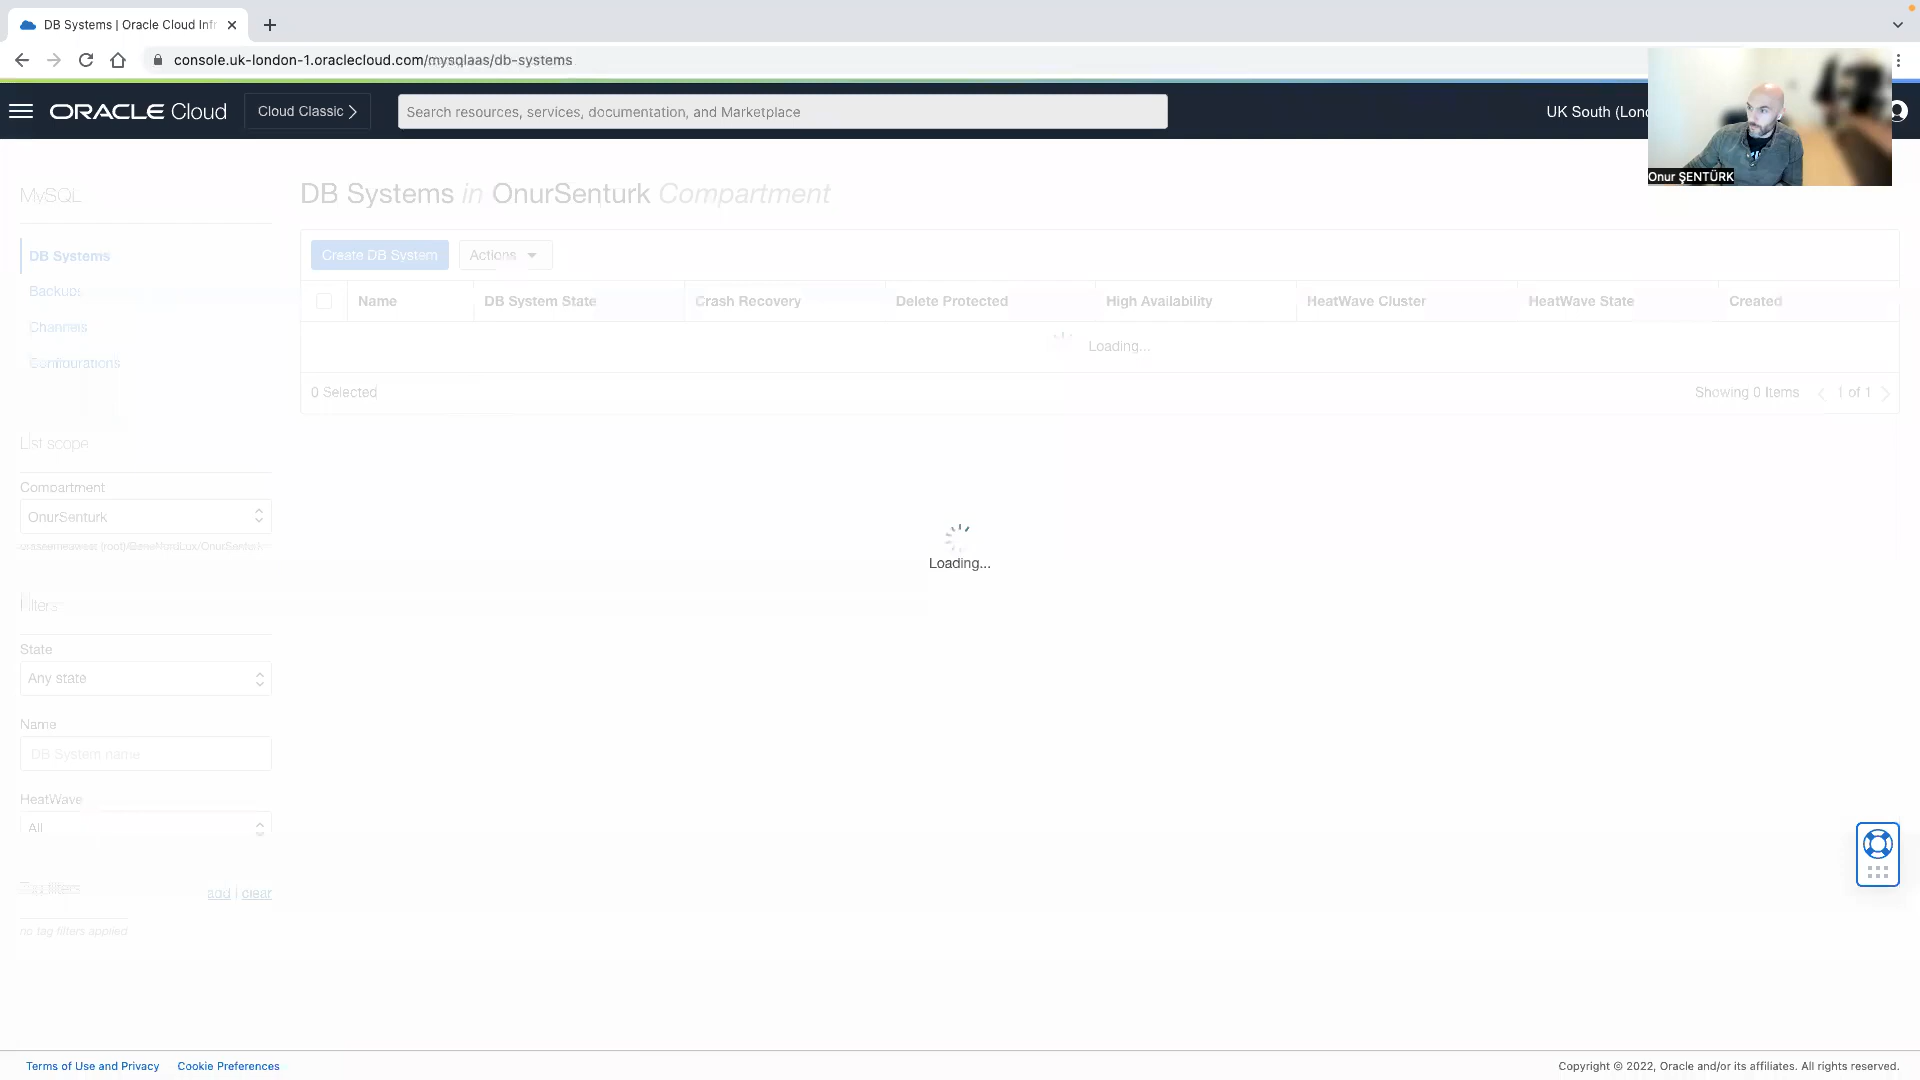 DB Systems | Oracle Cloud Infr
console.uk-london-1.oraclecloud.com/mysqlaas/db-systems
ORACLE Cloud
Cloud Classic
Search resources, services, documentation, and Marketplace
UK South (Lond
Onur ŞENTÜRK
MySQL
DB Systems in OnurSenturk Compartment
DB Systems
Backups
Channels
Configurations
Create DB System
Actions
Name
DB System State
Crash Recovery
Delete Protected
High Availability
HeatWave Cluster
HeatWave State
Created
Loading...
0 Selected
Showing 0 Items
1 of 1
List scope
Compartment
OnurSenturk
Loading...
Filters
State
Any state
Name
DB System name
HeatWave
All
Tag filters
add | clear
no tag filters applied
Terms of Use and Privacy
Cookie Preferences
Copyright © 2022, Oracle and/or its affiliates. All rights reserved.